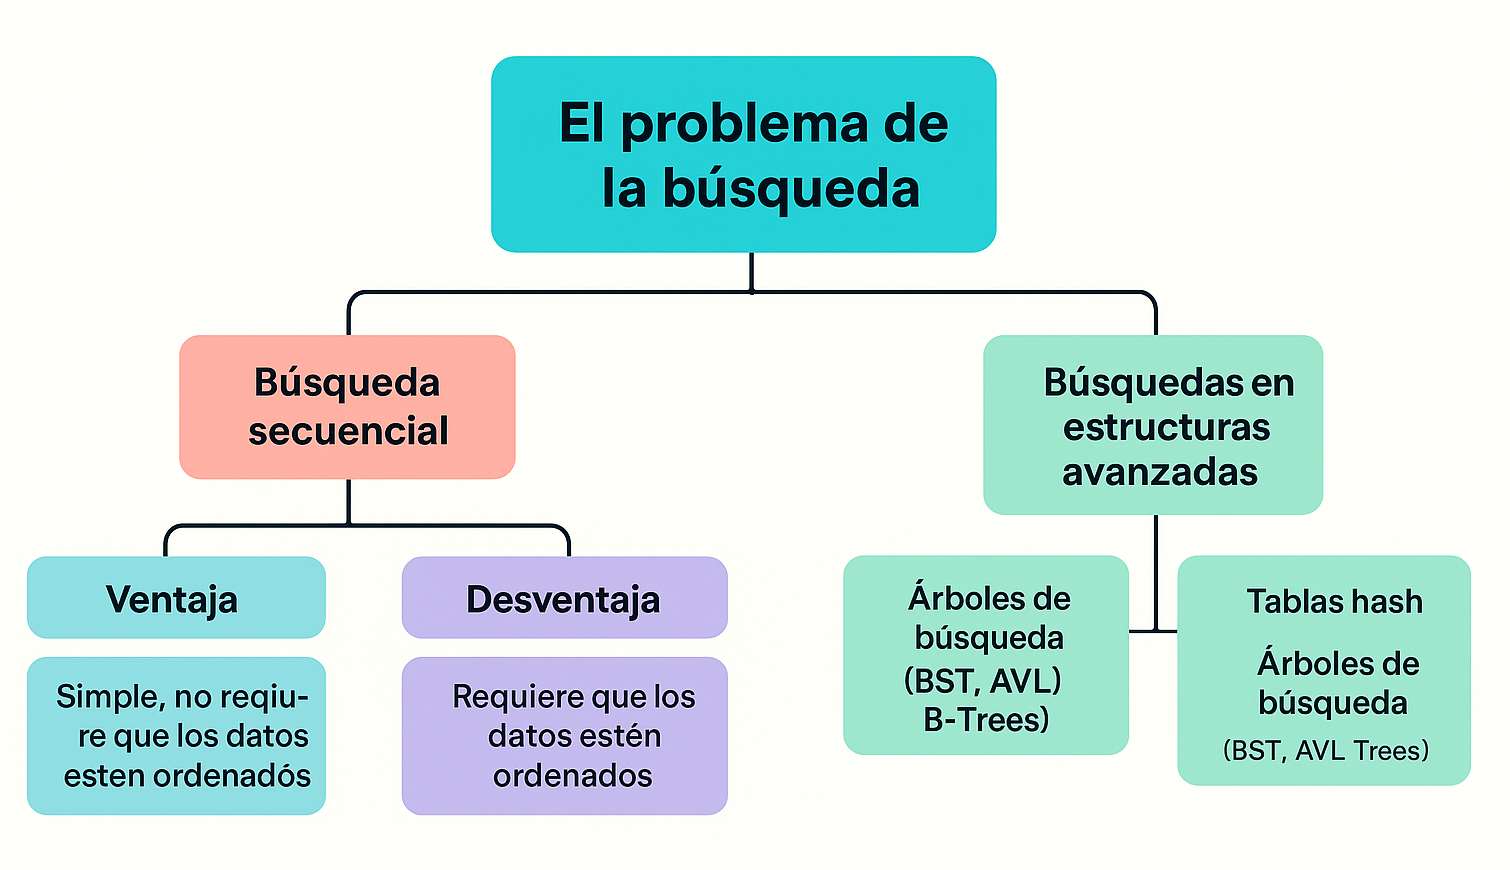 El problema de
la búsqueda
Búsqueda
secuencial
Búsquedas en
estructuras
avanzadas
Ventaja
Desventaja
Simple, no reqiu-
re que los datos
esten ordenadós
Requiere que los
datos estén
ordenados
Árboles de
búsqueda
(BST, AVL)
B-Trees)
Tablas hash
Árboles de
búsqueda
(BST, AVL Trees)